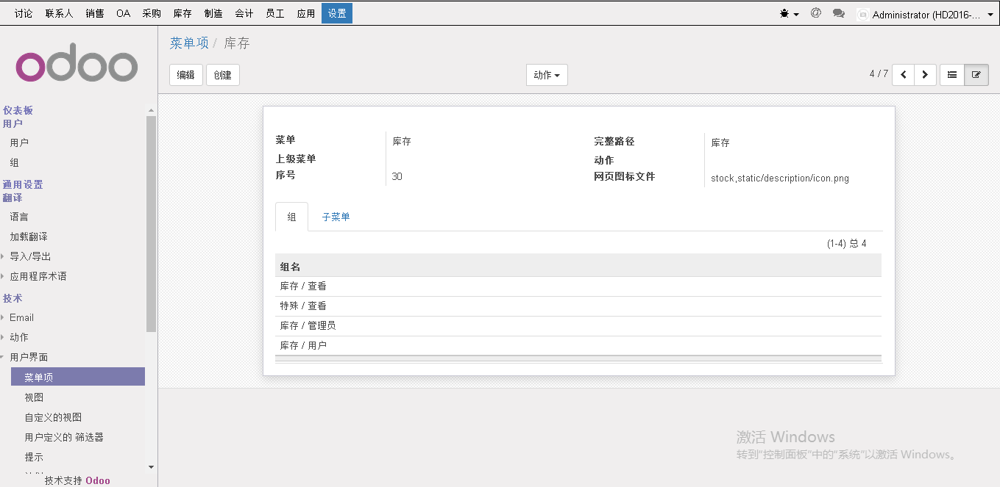 讨论 联系人 销售 OA 采购 库存 制造 会计 员工 应用 设置 @ Administrator (HD2016-...
odoo
仪表板
用户
用户
组
通用设置
翻译
语言
加载翻译
导入/导出
应用程序术语
技术
Email
动作
用户界面
菜单项
视图
自定义的视图
用户定义的 筛选器
提示
技术支持 Odoo
菜单项 / 库存
编辑 创建 动作 4 / 7
菜单 库存
上级菜单
序号 30
完整路径 库存
动作
网页图标文件 stock,static/description/icon.png
组 子菜单
(1-4) 总 4
组名
库存 / 查看
特殊 / 查看
库存 / 管理员
库存 / 用户
激活 Windows
转到"控制面板"中的"系统"以激活 Windows。